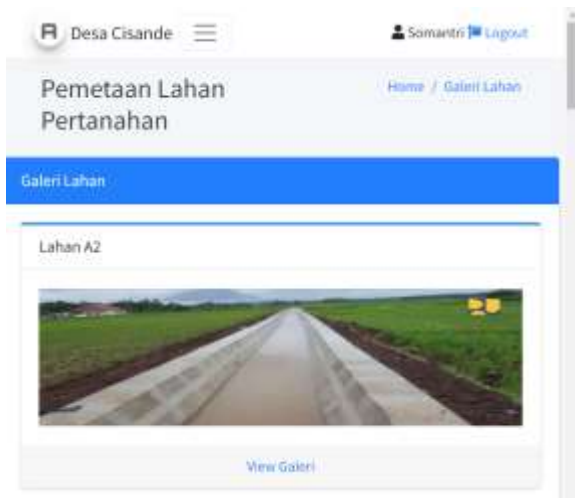 A Desa Cisande
Somantri Logout
Pemetaan Lahan
Pertanahan
Home / Galeri Lahan
Galeri Lahan
Lahan A2
View Galeri